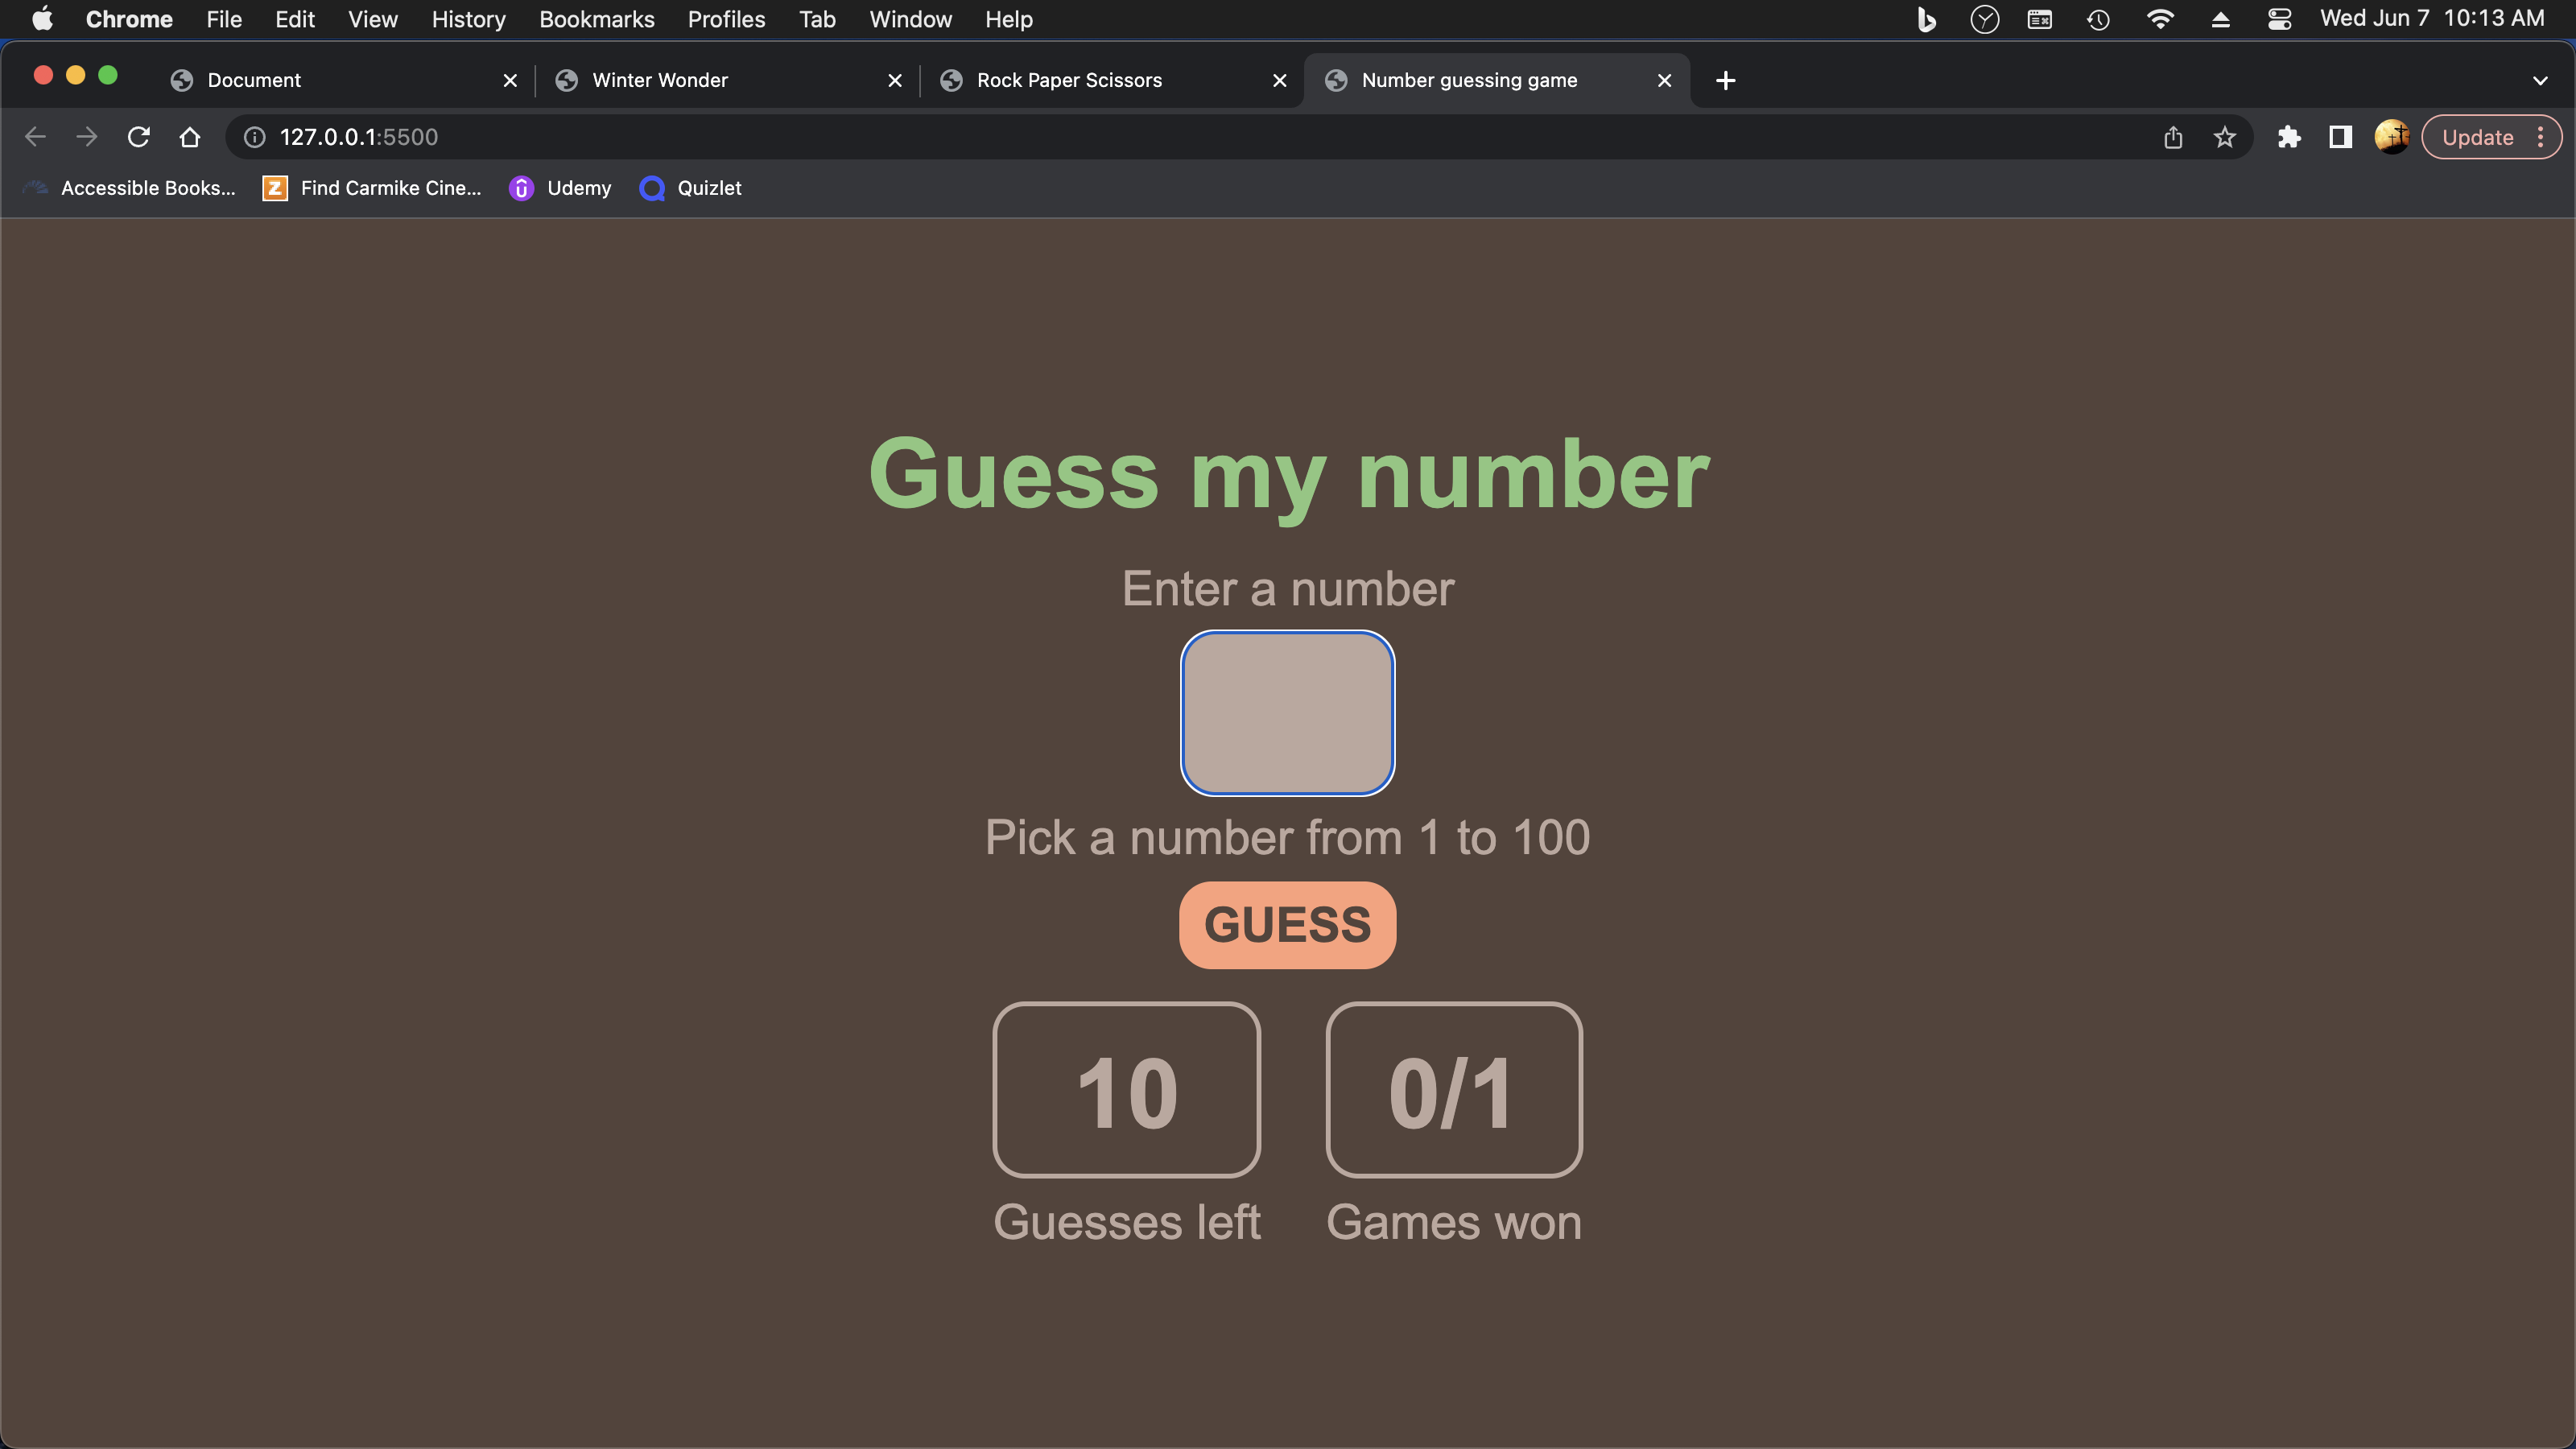 Chrome File Edit View History Bookmarks Profiles Tab Window Help Wed Jun 7 10:13 AM
Document Winter Wonder Rock Paper Scissors Number guessing game
127.0.0.1:5500 Update
Accessible Books... Find Carmike Cine... Udemy Quizlet
Guess my number
Enter a number
Pick a number from 1 to 100
GUESS
10 0/1
Guesses left Games won